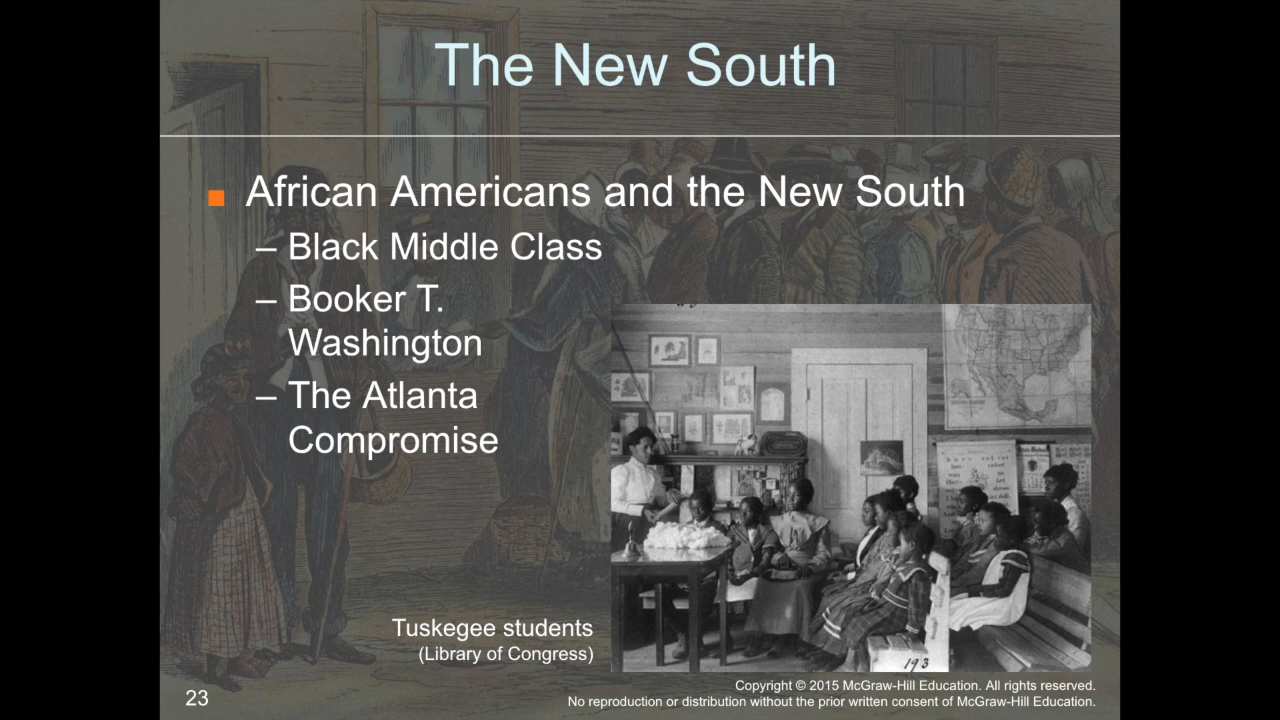 The New South
African Americans and the New South
– Black Middle Class
– Booker T.
Washington
– The Atlanta
Compromise
Tuskegee students
(Library of Congress)
193
23
Copyright © 2015 McGraw-Hill Education. All rights reserved.
No reproduction or distribution without the prior written consent of McGraw-Hill Education.